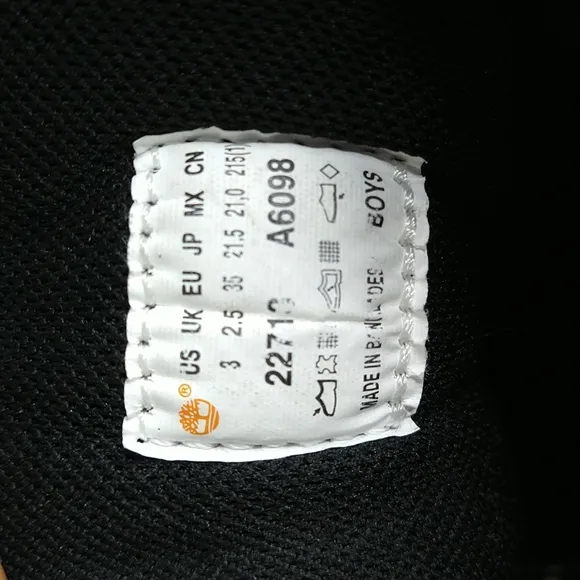 ®
US UK EU JP MX CN
3 2.5 35 21.5 21,0 215(1)
A6098
MADE IN BANGLADESH BOYS